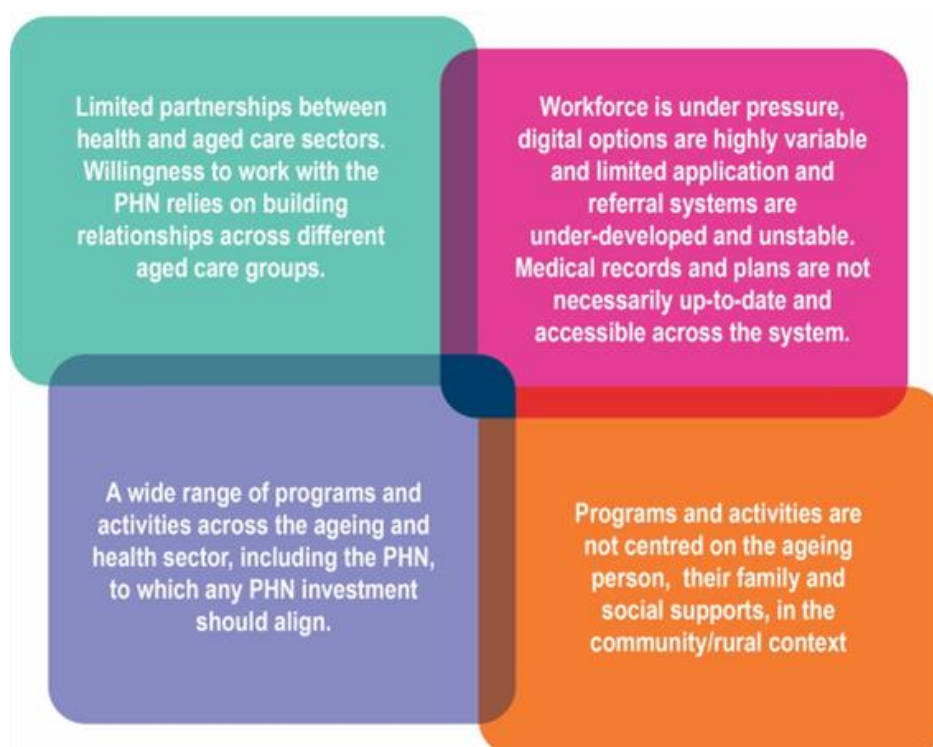 Limited partnerships between
health and aged care sectors.
Willingness to work with the
PHN relies on building
relationships across different
aged care groups.
Workforce is under pressure,
digital options are highly variable
and limited application and
referral systems are
under-developed and unstable.
Medical records and plans are not
necessarily up-to-date and
accessible across the system.
A wide range of programs and
activities across the ageing and
health sector, including the PHN,
to which any PHN investment
should align.
Programs and activities are
not centred on the ageing
person, their family and
social supports, in the
community/rural context